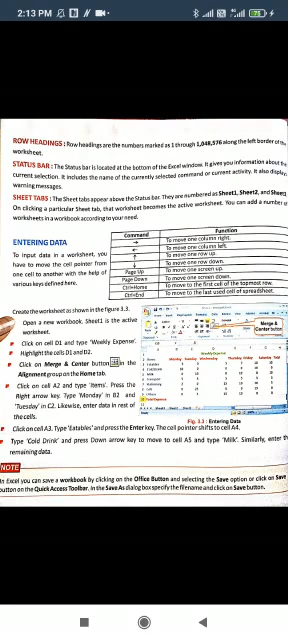 2:13 PM
75
ROW HEADINGS : Row headings are the numbers marked as 1 through 1,048,576 along the left border of the
worksheet.
STATUS BAR : The Status bar is located at the bottom of the Excel window. It gives you information about the
current selection. It includes the name of the currently selected command or current activity. It also display
warning messages.
SHEET TABS : The Sheet tabs appear above the Status bar. They are numbered as Sheet1, Sheet2, and Sheet3
On clicking a particular Sheet tab, that worksheet becomes the active worksheet. You can add a number of
worksheets in a workbook according to your need.
ENTERING DATA
To input data in a worksheet, you
have to move the cell pointer from
one cell to another with the help of
various keys defined here.
Command Function
→ To move one column right.
← To move one column left.
↑ To move one row up.
↓ To move one row down.
Page Up To move one screen up.
Page Down To move one screen down.
Ctrl+Home To move to the first cell of the topmost row.
Ctrl+End To move to the last used cell of spreadsheet.
Create the worksheet as shown in the figure 3.3.
Open a new workbook. Sheet1 is the active
worksheet.
Click on cell D1 and type 'Weekly Expense'.
Highlight the cells D1 and D2.
Click on Merge & Center button in the
Alignment group on the Home tab.
Click on cell A2 and type 'Items'. Press the
Right arrow key. Type 'Monday' in B2 and
'Tuesday' in C2. Likewise, enter data in rest of
the cells.
Merge &
Center button
Fig. 3.3 : Entering Data
Click on cell A3. Type 'Eatables' and press the Enter key. The cell pointer shifts to cell A4.
Type 'Cold Drink' and press Down arrow key to move to cell A5 and type 'Milk'. Similarly, enter the
remaining data.
NOTE
In Excel you can save a workbook by clicking on the Office Button and selecting the Save option or click on Save
button on the Quick Access Toolbar. In the Save As dialog box specify the filename and click on Save button.